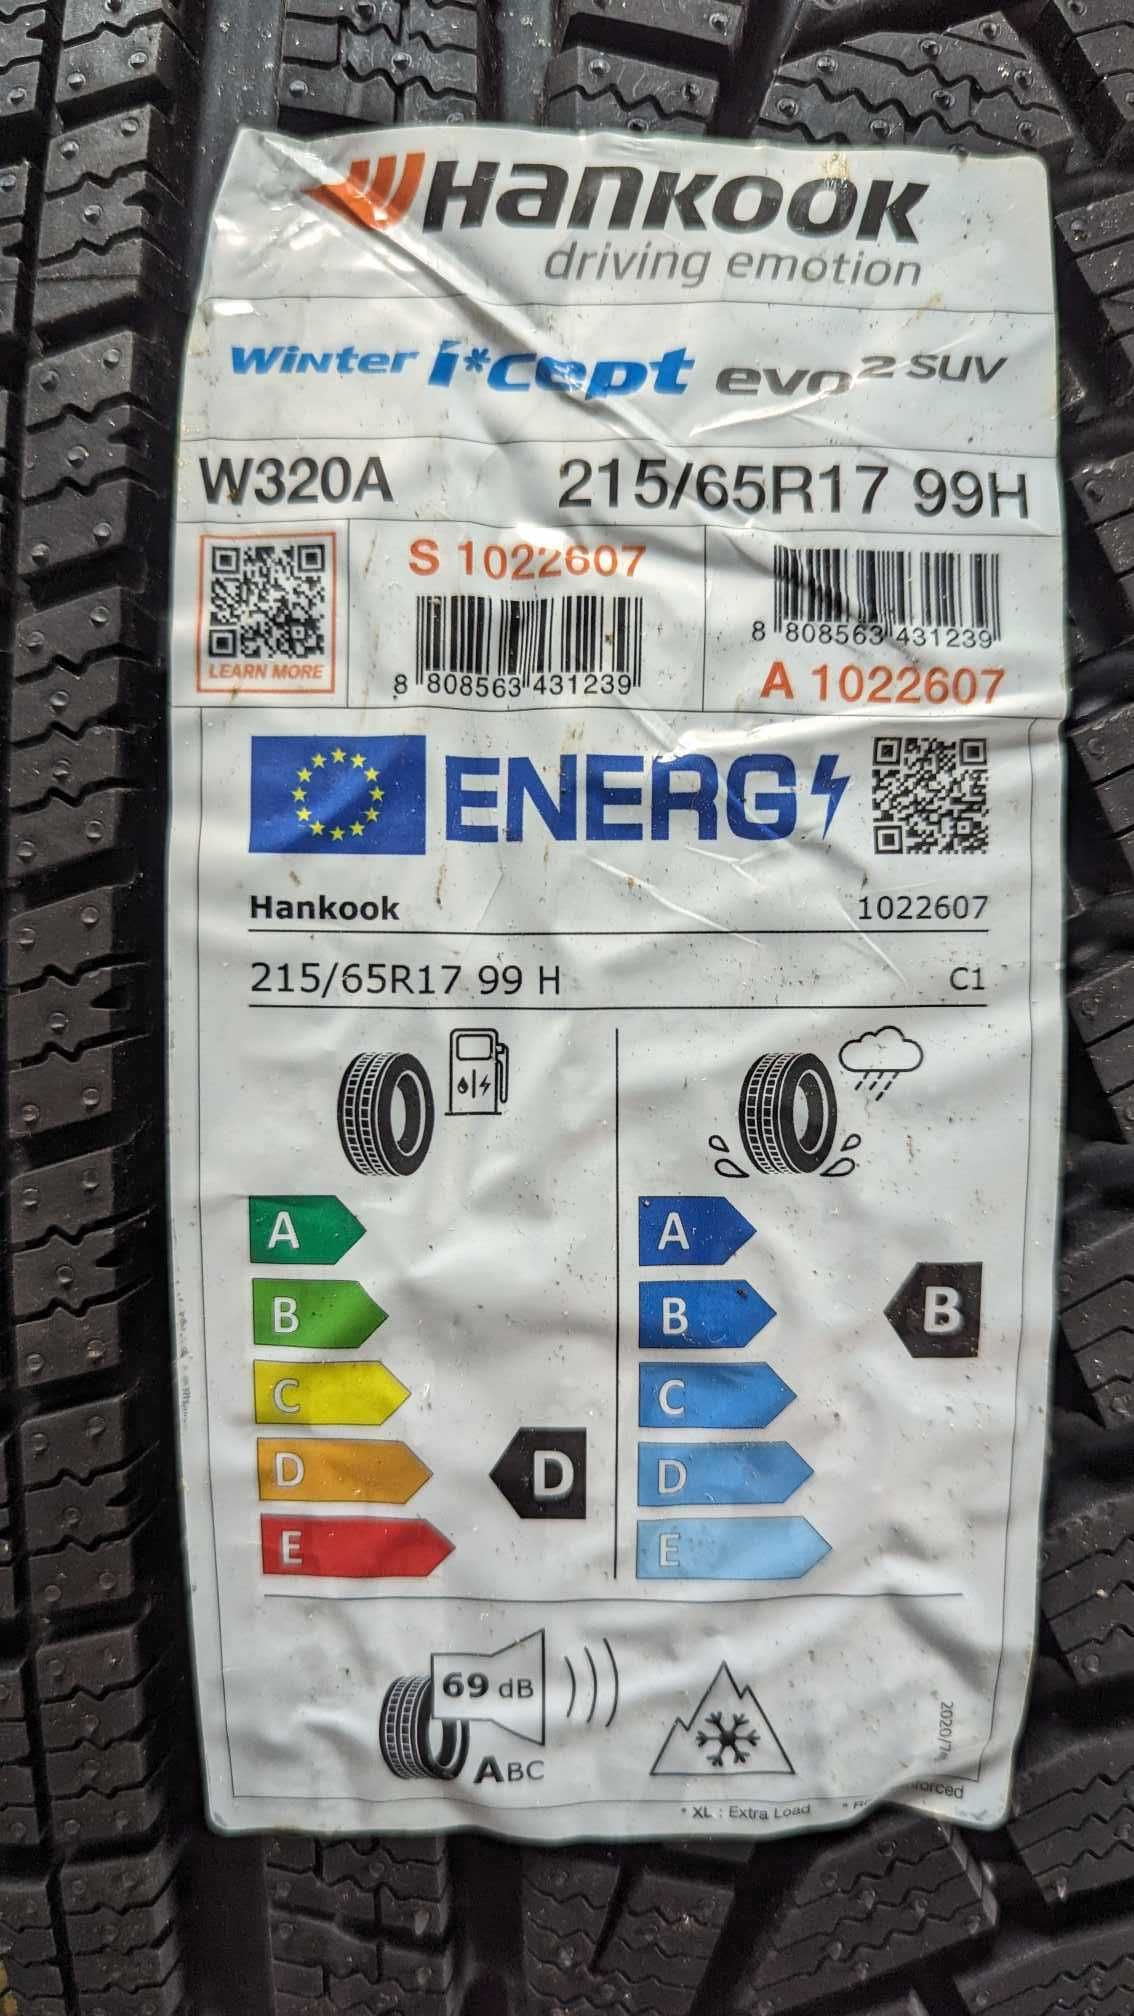 Hankook
driving emotion
Winter i*cept evo2 SUV
W320A 215/65R17 99H
LEARN MORE
S 1022607
8 808563 431239
8 808563 431239
A 1022607
ENERG
Hankook 1022607
215/65R17 99 H C1
A
B
C
D
E
D
A
B
C
D
E
B
69 dB
ABC
* XL : Extra Load